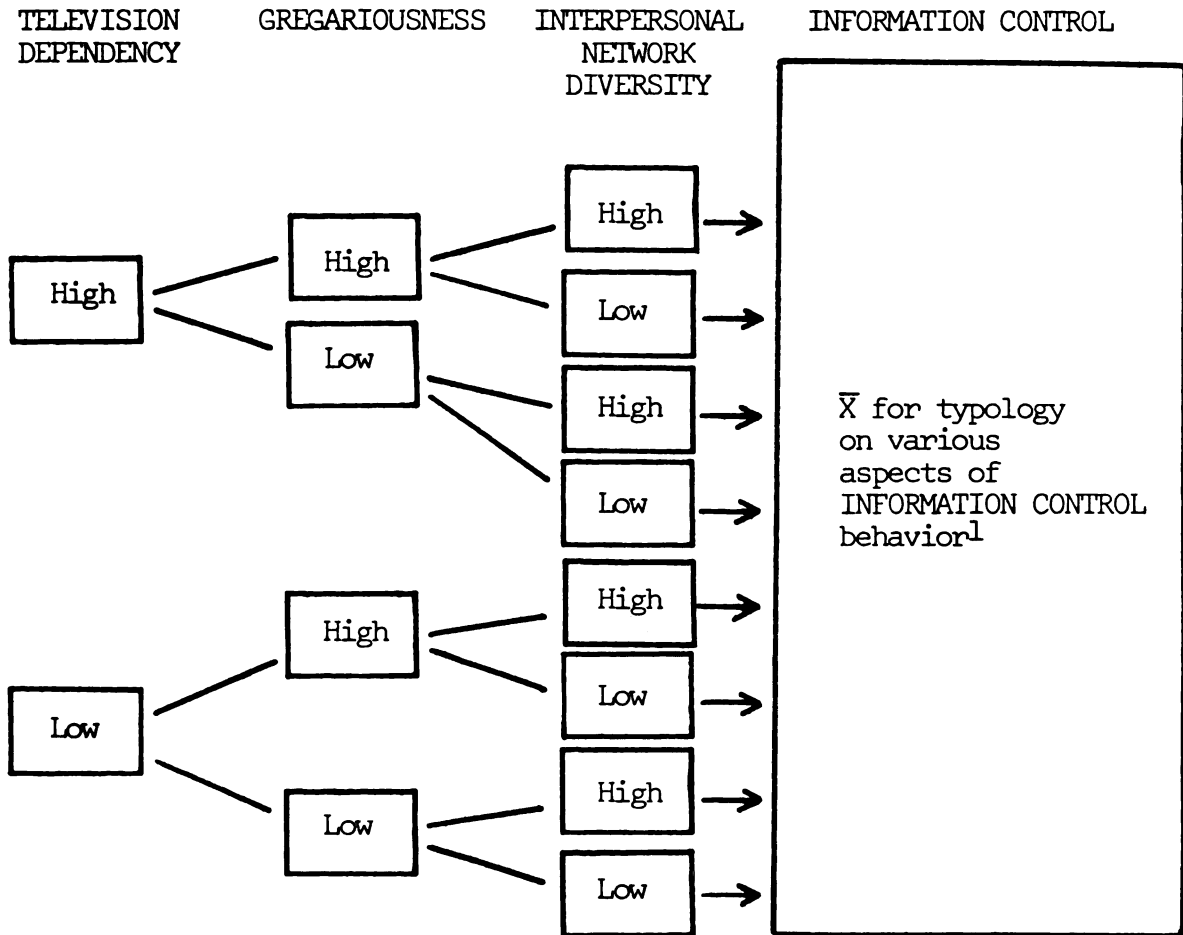 TELEVISION
DEPENDENCY
GREGARIOUSNESS
INTERPERSONAL
NETWORK
DIVERSITY
INFORMATION CONTROL
High
Low
High
Low
High
Low
High
Low
High
Low
High
Low
High
Low
X̄ for typology
on various
aspects of
INFORMATION CONTROL
behavior1